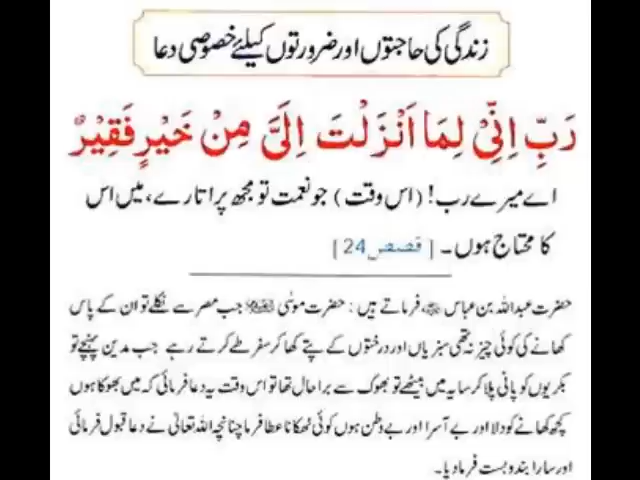 زندگی کی حاجتوں اور ضرورتوں کیلئے خصوصی دعا
رَبِّ اِنِّیْ لِمَا اَنْزَلْتَ اِلَیَّ مِنْ خَیْرٍ فَقِیْرٌ
اے میرے رب! (اس وقت) جو نعمت تو مجھ پر اتارے، میں اس
کا محتاج ہوں۔ [قصص 24]
حضرت عبداللہ بن عباس ؓ فرماتے ہیں: حضرت موسٰی علیہ السلام جب مصر سے نکلے تو ان کے پاس
کھانے کی کوئی چیز نہ تھی سبزیاں اور درختوں کے پتے کھا کر سفر طے کرتے رہے جب مدین پہنچے تو
بکریوں کو پانی پلا کر سایہ میں بیٹھے تو بھوک سے برا حال تھا تو اس وقت یہ دعا فرمائی کہ میں بھوکا ہوں
کچھ کھانے کو دلا اور بے آسرا اور بے وطن ہوں کوئی ٹھکانا عطا فرما چنانچہ اللہ تعالیٰ نے دعا قبول فرمائی
اور سارا بندوبست فرما دیا۔